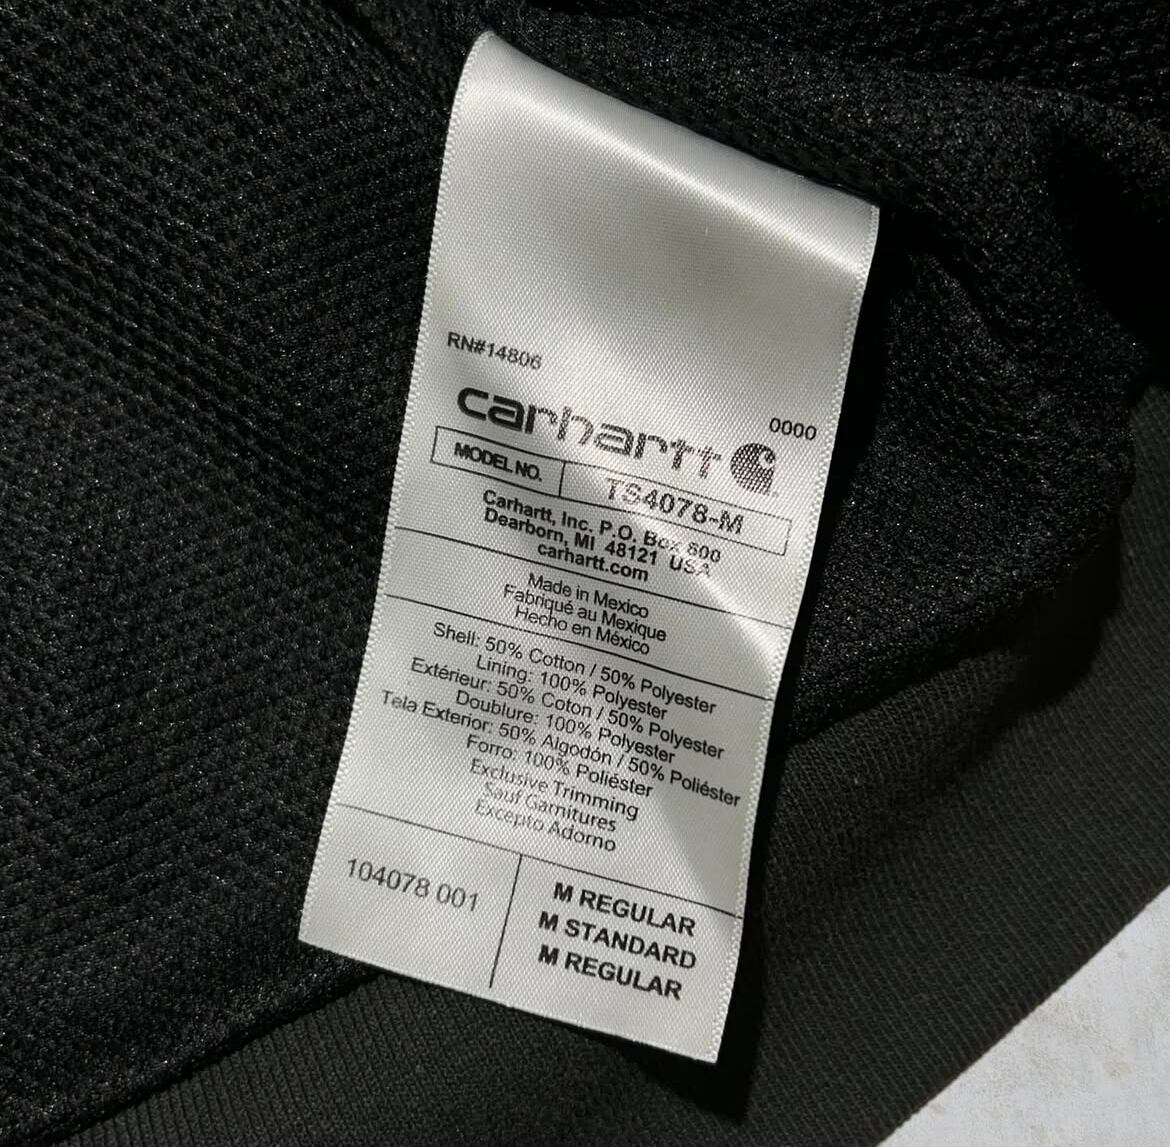 RN#14806
0000
carhartt
MODEL NO. TS4078-M
Carhartt, Inc. P.O. Box 600
Dearborn, MI 48121 USA
carhartt.com
Made in Mexico
Fabriqué au Mexique
Hecho en México
Shell: 50% Cotton / 50% Polyester
Lining: 100% Polyester
Extérieur: 50% Coton / 50% Polyester
Doublure: 100% Polyester
Tela Exterior: 50% Algodón / 50% Poliéster
Forro: 100% Poliéster
Exclusive Trimming
Sauf Garnitures
Excepto Adorno
104078 001
M REGULAR
M STANDARD
M REGULAR